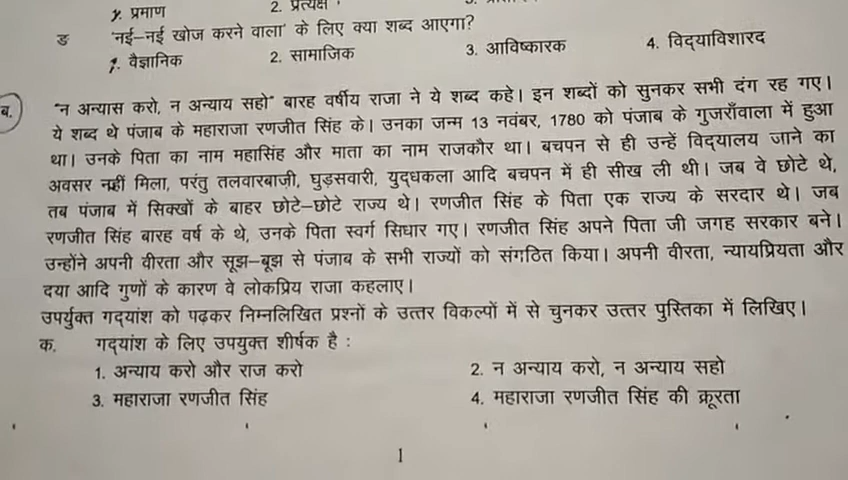 1. प्रमाण 2. प्रत्यक्ष
ङ 'नई-नई खोज करने वाला' के लिए क्या शब्द आएगा?
1. वैज्ञानिक 2. सामाजिक 3. आविष्कारक 4. विद्याविशारद
ब. "न अन्यास करो, न अन्याय सहो" बारह वर्षीय राजा ने ये शब्द कहे। इन शब्दों को सुनकर सभी दंग रह गए।
ये शब्द थे पंजाब के महाराजा रणजीत सिंह के। उनका जन्म 13 नवंबर, 1780 को पंजाब के गुजराँवाला में हुआ
था। उनके पिता का नाम महासिंह और माता का नाम राजकौर था। बचपन से ही उन्हें विद्यालय जाने का
अवसर नहीं मिला, परंतु तलवारबाज़ी, घुड़सवारी, युद्धकला आदि बचपन में ही सीख ली थी। जब वे छोटे थे,
तब पंजाब में सिक्खों के बाहर छोटे-छोटे राज्य थे। रणजीत सिंह के पिता एक राज्य के सरदार थे। जब
रणजीत सिंह बारह वर्ष के थे, उनके पिता स्वर्ग सिधार गए। रणजीत सिंह अपने पिता जी जगह सरकार बने।
उन्होंने अपनी वीरता और सूझ-बूझ से पंजाब के सभी राज्यों को संगठित किया। अपनी वीरता, न्यायप्रियता और
दया आदि गुणों के कारण वे लोकप्रिय राजा कहलाए।
उपर्युक्त गद्यांश को पढ़कर निम्नलिखित प्रश्नों के उत्तर विकल्पों में से चुनकर उत्तर पुस्तिका में लिखिए।
क. गद्यांश के लिए उपयुक्त शीर्षक है :
1. अन्याय करो और राज करो 2. न अन्याय करो, न अन्याय सहो
3. महाराजा रणजीत सिंह 4. महाराजा रणजीत सिंह की क्रूरता
1